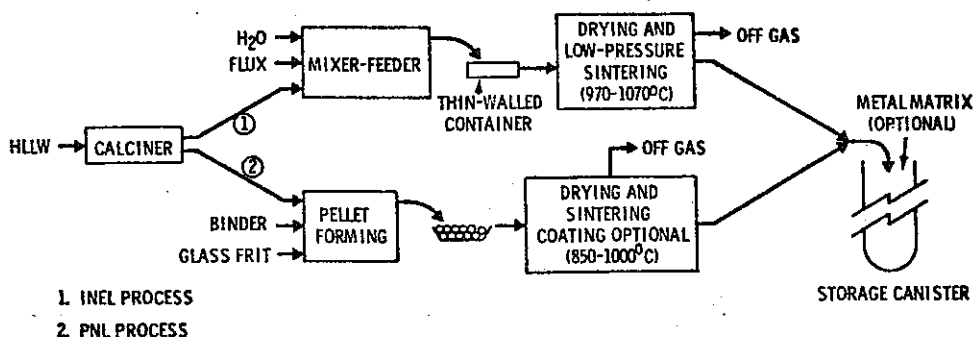 H2O
FLUX
MIXER-FEEDER
THIN-WALLED
CONTAINER
DRYING AND
LOW-PRESSURE
SINTERING
(970-1070°C)
OFF GAS
METAL MATRIX
(OPTIONAL)
HLLW
CALCINER
①
②
BINDER
GLASS FRIT
PELLET
FORMING
OFF GAS
DRYING AND
SINTERING
COATING OPTIONAL
(850-1000°C)
STORAGE CANISTER
1. INEL PROCESS
2. PNL PROCESS